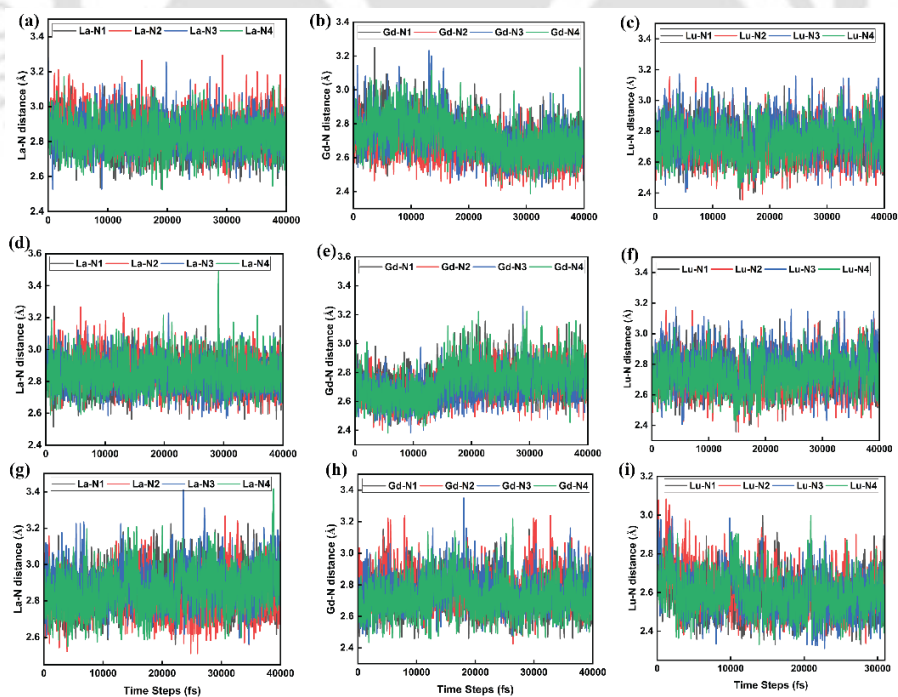 (a)
La-N1 La-N2 La-N3 La-N4
La-N distance (Å)
3.6
3.3
3.0
2.7
2.4
0 10000 20000 30000 40000
(b)
Gd-N1 Gd-N2 Gd-N3 Gd-N4
Gd-N distance (Å)
3.4
3.2
3.0
2.8
2.6
2.4
0 10000 20000 30000 40000
(c)
Lu-N1 Lu-N2 Lu-N3 Lu-N4
Lu-N distance (Å)
3.4
3.2
3.0
2.8
2.6
2.4
0 10000 20000 30000 40000
(d)
La-N1 La-N2 La-N3 La-N4
La-N distance (Å)
3.6
3.4
3.2
3.0
2.8
2.6
2.4
0 10000 20000 30000 40000
(e)
Gd-N1 Gd-N2 Gd-N3 Gd-N4
Gd-N distance (Å)
3.6
3.4
3.2
3.0
2.8
2.6
2.4
0 10000 20000 30000 40000
(f)
Lu-N1 Lu-N2 Lu-N3 Lu-N4
Lu-N distance (Å)
3.4
3.2
3.0
2.8
2.6
2.4
0 10000 20000 30000 40000
(g)
La-N1 La-N2 La-N3 La-N4
La-N distance (Å)
3.4
3.2
3.0
2.8
2.6
0 10000 20000 30000 40000
Time Steps (fs)
(h)
Gd-N1 Gd-N2 Gd-N3 Gd-N4
Gd-N distance (Å)
3.4
3.2
3.0
2.8
2.6
2.4
0 10000 20000 30000 40000
Time Steps (fs)
(i)
Lu-N1 Lu-N2 Lu-N3 Lu-N4
Lu-N distance (Å)
3.2
3.0
2.8
2.6
2.4
0 10000 20000 30000
Time Steps (fs)